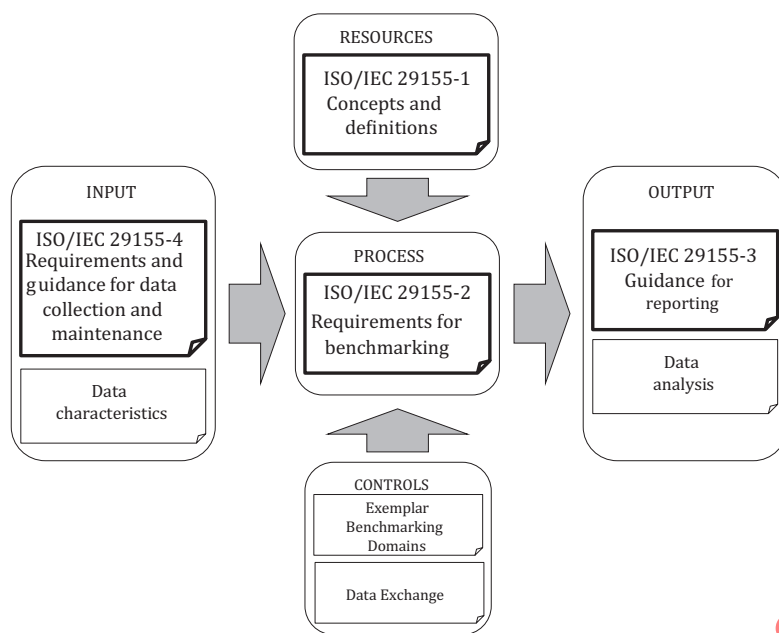 RESOURCES
ISO/IEC 29155-1
Concepts and
definitions
INPUT
ISO/IEC 29155-4
Requirements and
guidance for data
collection and
maintenance
Data
characteristics
PROCESS
ISO/IEC 29155-2
Requirements for
benchmarking
OUTPUT
ISO/IEC 29155-3
Guidance for
reporting
Data
analysis
CONTROLS
Exemplar
Benchmarking
Domains
Data Exchange